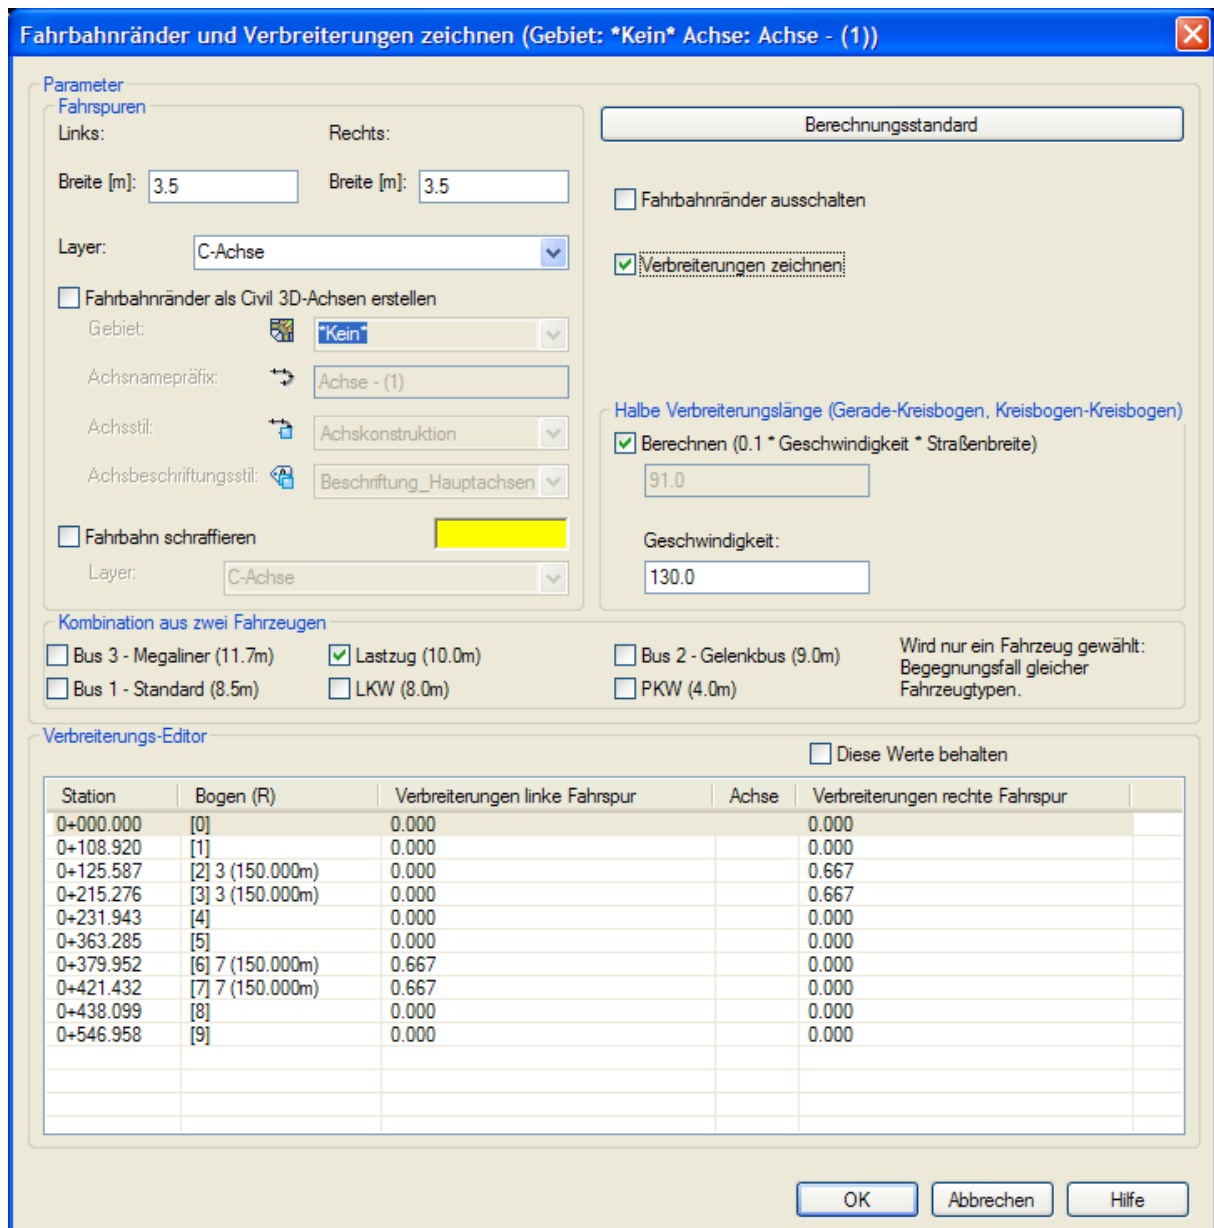 Fahrbahnränder und Verbreiterungen zeichnen (Gebiet: *Kein* Achse: Achse - (1))
Parameter
Fahrspuren
Links: Rechts:
Berechnungsstandard
Breite [m]: 3.5 Breite [m]: 3.5
Fahrbahnränder ausschalten
Layer: C-Achse
Verbreiterungen zeichnen
Fahrbahnränder als Civil 3D-Achsen erstellen
Gebiet: *Kein*
Achsnamepräfix: Achse - (1)
Achsstil: Achskonstruktion
Achsbeschriftungsstil: Beschriftung_Hauptachsen
Halbe Verbreiterungslänge (Gerade-Kreisbogen, Kreisbogen-Kreisbogen)
Berechnen (0.1 * Geschwindigkeit * Straßenbreite)
91.0
Fahrbahn schraffieren
Layer: C-Achse
Geschwindigkeit:
130.0
Kombination aus zwei Fahrzeugen
Bus 3 - Megaliner (11.7m) Lastzug (10.0m) Bus 2 - Gelenkbus (9.0m)
Bus 1 - Standard (8.5m) LKW (8.0m) PKW (4.0m)
Wird nur ein Fahrzeug gewählt:
Begegnungsfall gleicher
Fahrzeugtypen.
Verbreiterungs-Editor
Diese Werte behalten
Station Bogen (R) Verbreiterungen linke Fahrspur Achse Verbreiterungen rechte Fahrspur
0+000.000 [0] 0.000 0.000
0+108.920 [1] 0.000 0.000
0+125.587 [2] 3 (150.000m) 0.000 0.667
0+215.276 [3] 3 (150.000m) 0.000 0.667
0+231.943 [4] 0.000 0.000
0+363.285 [5] 0.000 0.000
0+379.952 [6] 7 (150.000m) 0.667 0.000
0+421.432 [7] 7 (150.000m) 0.667 0.000
0+438.099 [8] 0.000 0.000
0+546.958 [9] 0.000 0.000
OK Abbrechen Hilfe